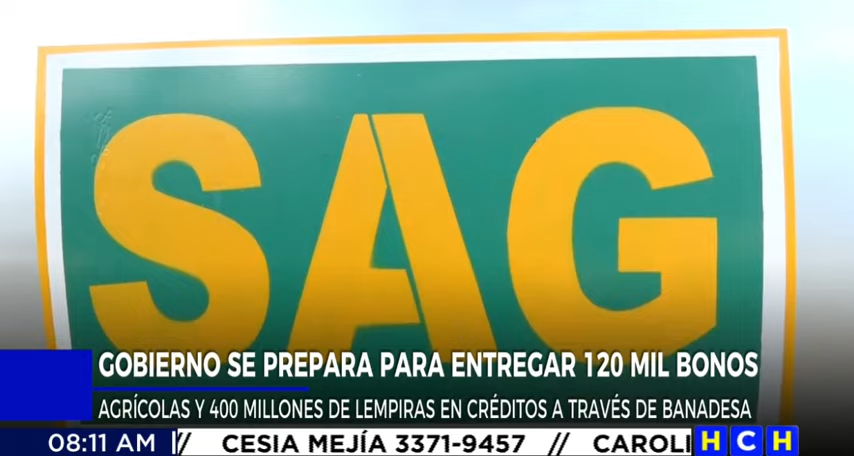 SAG
GOBIERNO SE PREPARA PARA ENTREGAR 120 MIL BONOS
AGRÍCOLAS Y 400 MILLONES DE LEMPIRAS EN CRÉDITOS A TRAVÉS DE BANADESA
08:11 AM // CESIA MEJÍA 3371-9457 // CAROLI HCH